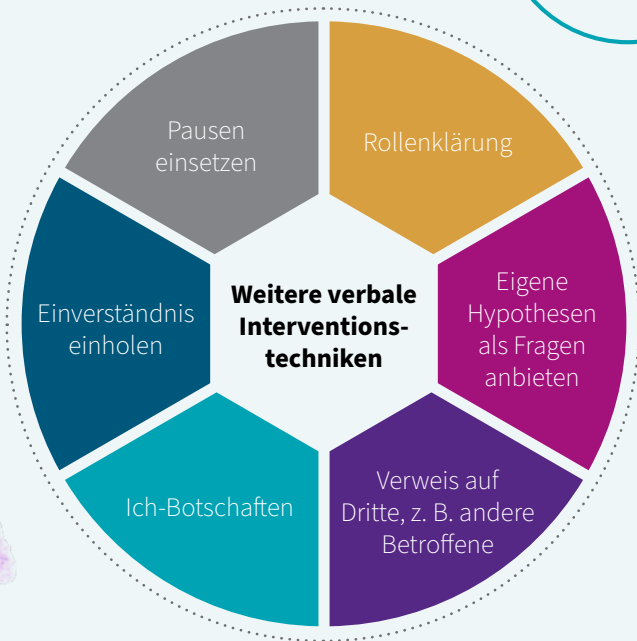 Pausen
einsetzen
Rollenklärung
Eigene
Hypothesen
als Fragen
anbieten
Verweis auf
Dritte, z. B. andere
Betroffene
Ich-Botschaften
Einverständnis
einholen
Weitere verbale
Interventions-
techniken